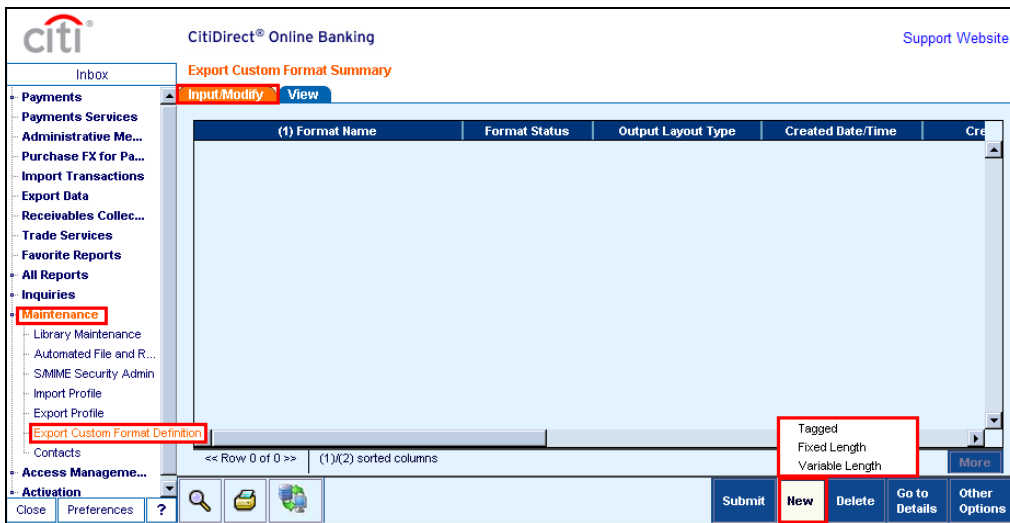 citi®
CitiDirect® Online Banking
Support Website
Inbox
Payments
Payments Services
Administrative Me...
Purchase FX for Pa...
Import Transactions
Export Data
Receivables Collec...
Trade Services
Favorite Reports
All Reports
Inquiries
Maintenance
Library Maintenance
Automated File and R...
S/MIME Security Admin
Import Profile
Export Profile
Export Custom Format Definition
Contacts
Access Manageme...
Activation
Close Preferences ?
Export Custom Format Summary
Input/Modify View
(1) Format Name Format Status Output Layout Type Created Date/Time Cre
Tagged
Fixed Length
Variable Length
<< Row 0 of 0 >> (1)/(2) sorted columns More
Submit New Delete Go to Details Other Options